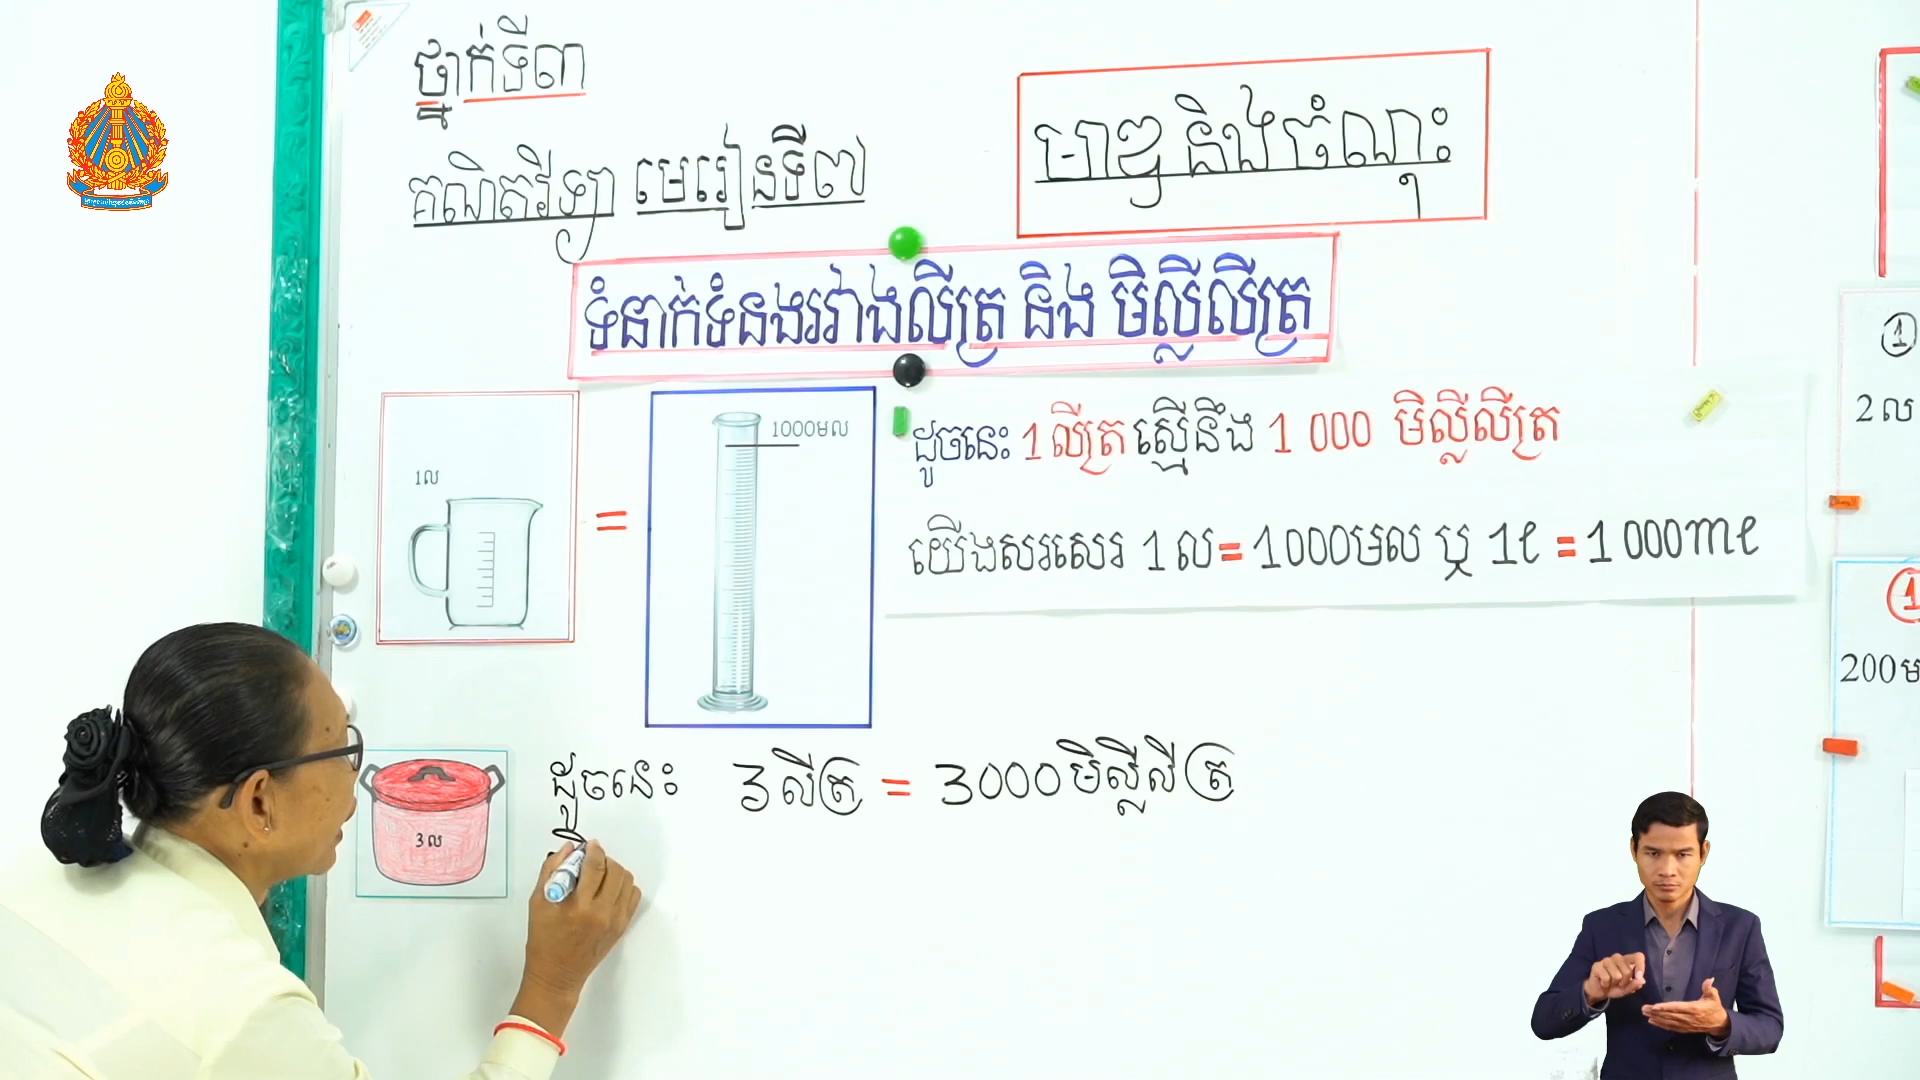 ថ្នាក់ទី៣
គណិតវិទ្យា មេរៀនទី៧
មាឌ និងចំណុះ
ទំនាក់ទំនងរវាងលីត្រ និង មិល្លីលីត្រ
1ល
=
1000មល
ដូចនេះ 1លីត្រ ស្មើនឹង 1 000 មិល្លីលីត្រ
យើងសរសេរ 1ល = 1000មល ឬ 1ℓ = 1 000mℓ
3ល
ដូចនេះ 3លីត្រ = 3000មិល្លីលីត្រ
1
2ល
1
200ម